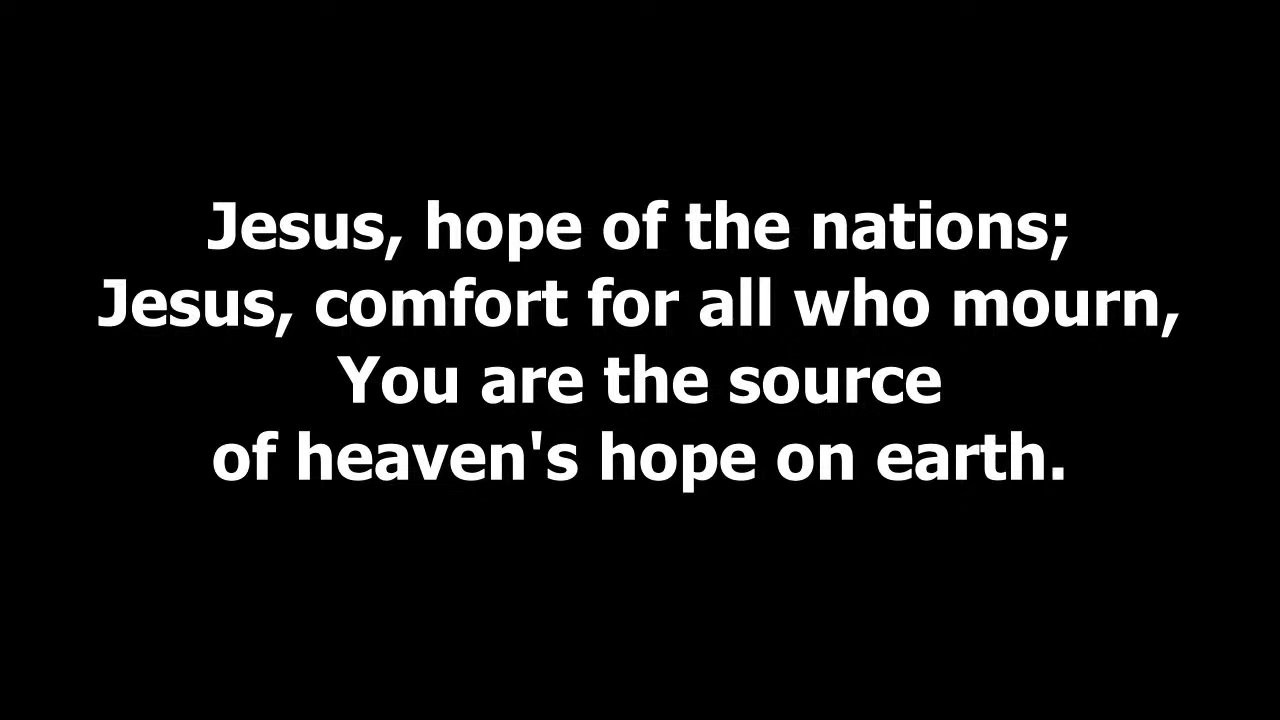 Jesus, hope of the nations;
Jesus, comfort for all who mourn,
You are the source
of heaven's hope on earth.